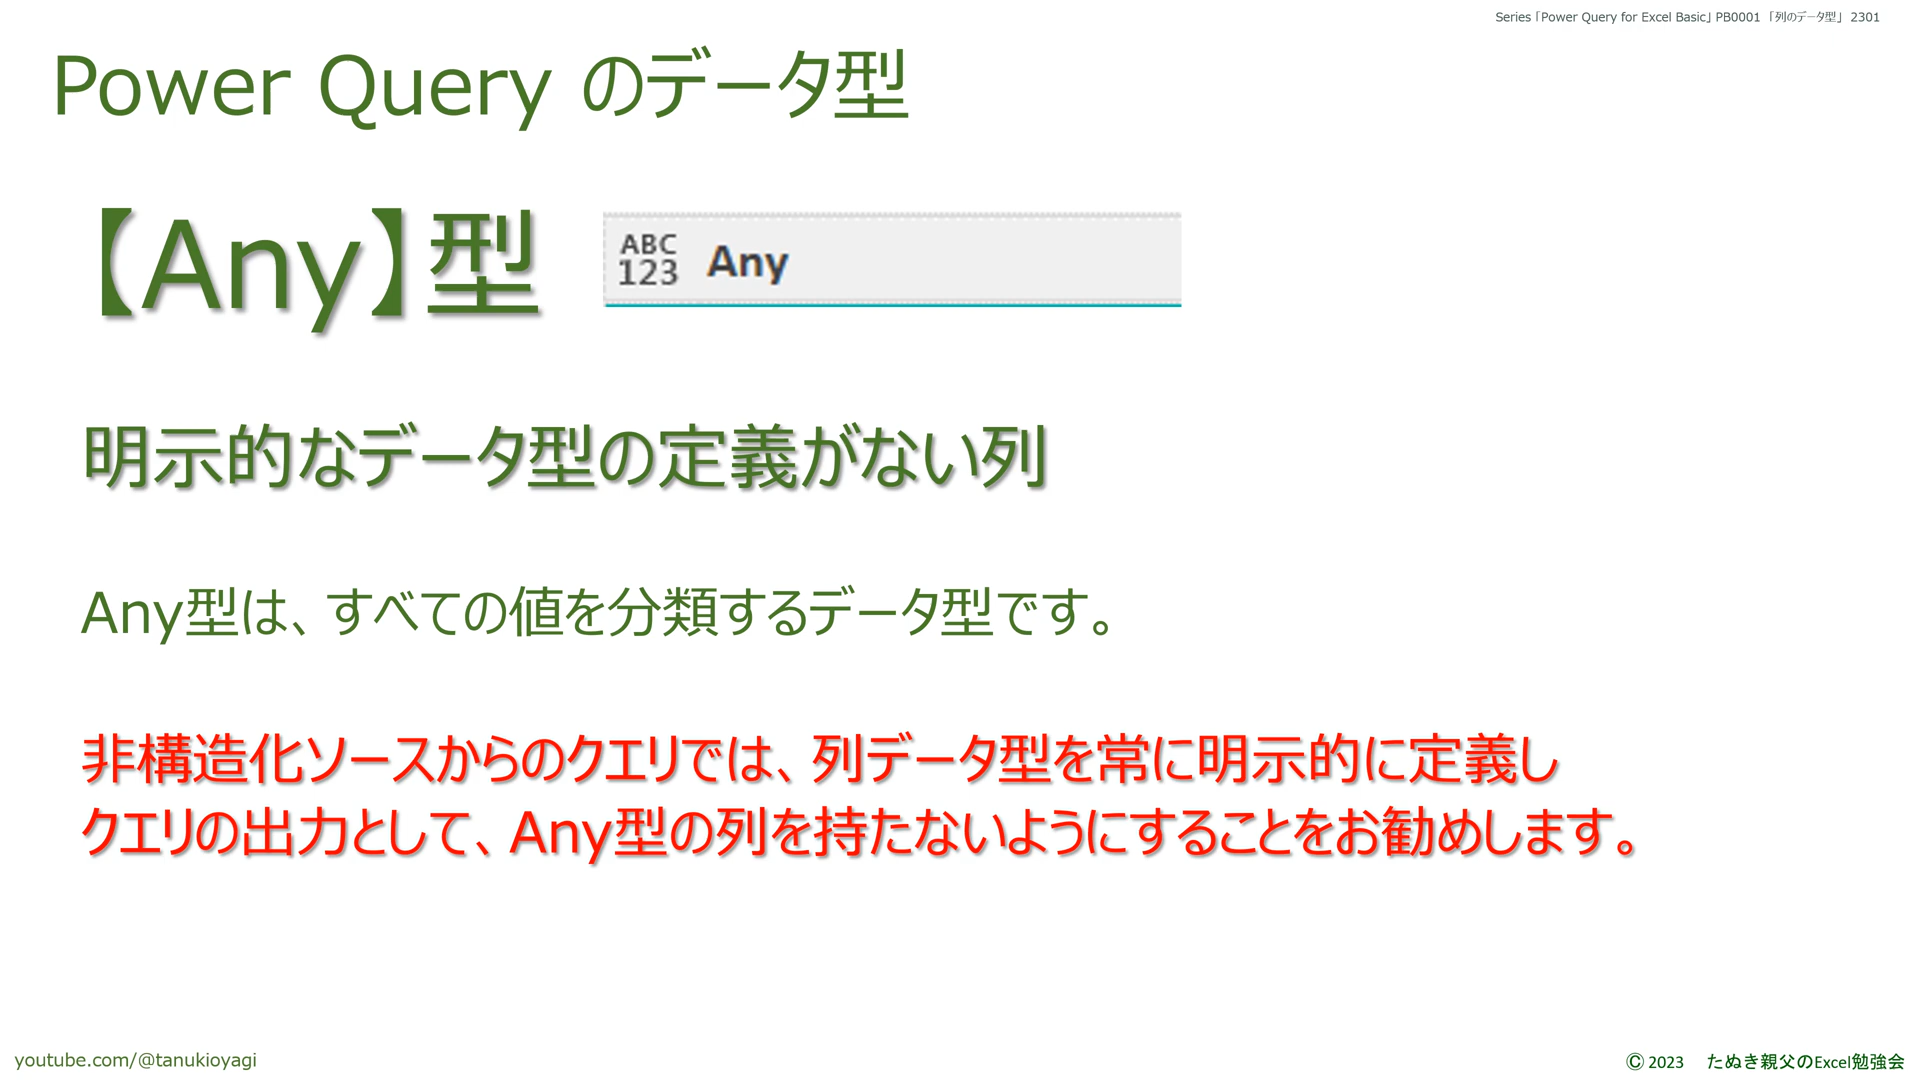 Series「Power Query for Excel Basic」PB0001 「列のデータ型」 2301
Power Query のデータ型
【Any】型
ABC
123
Any
明示的なデータ型の定義がない列
Any型は、すべての値を分類するデータ型です。
非構造化ソースからのクエリでは、列データ型を常に明示的に定義し
クエリの出力として、Any型の列を持たないようにすることをお勧めします。
youtube.com/@tanukioyagi
© 2023 たぬき親父のExcel勉強会